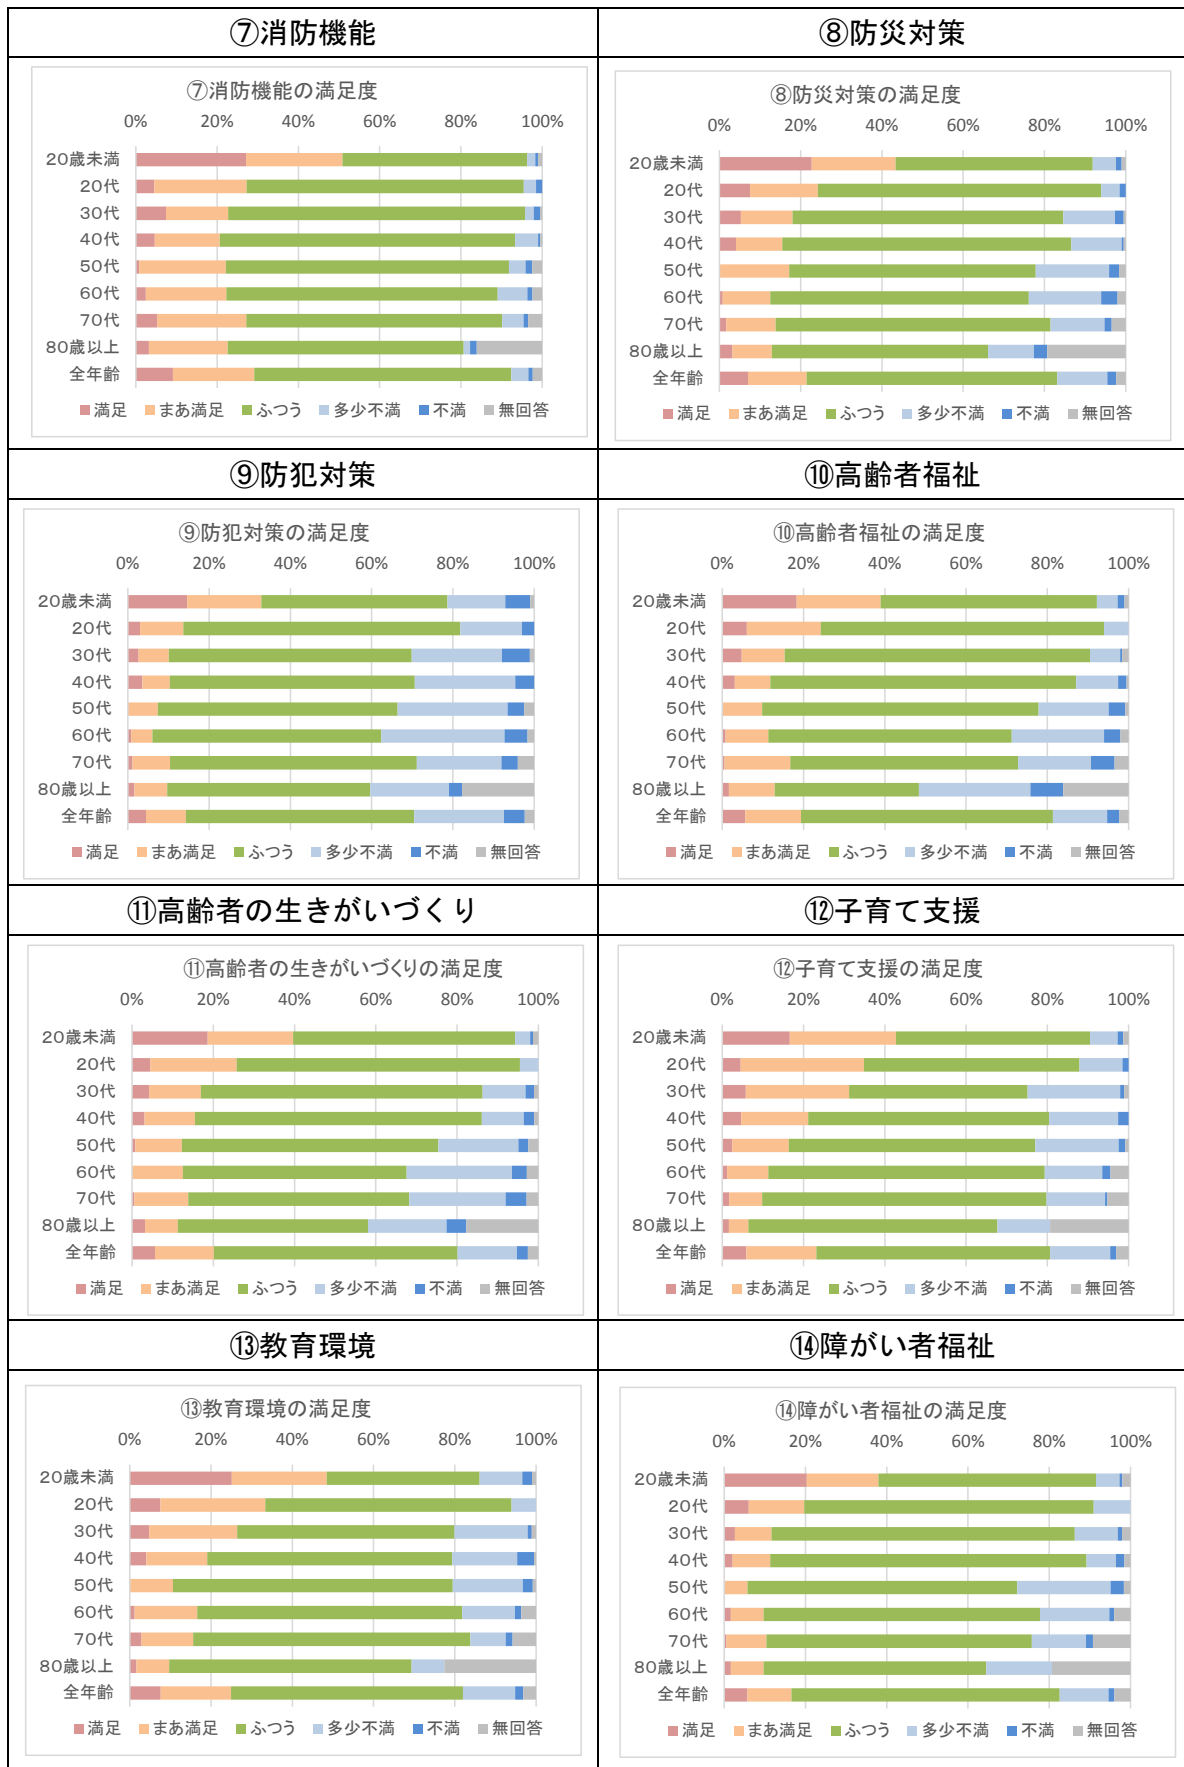 ⑦消防機能
⑦消防機能の満足度
0% 20% 40% 60% 80% 100%
20歳未満
20代
30代
40代
50代
60代
70代
80歳以上
全年齢
満足 まあ満足 ふつう 多少不満 不満 無回答
⑧防災対策
⑧防災対策の満足度
0% 20% 40% 60% 80% 100%
20歳未満
20代
30代
40代
50代
60代
70代
80歳以上
全年齢
満足 まあ満足 ふつう 多少不満 不満 無回答
⑨防犯対策
⑨防犯対策の満足度
0% 20% 40% 60% 80% 100%
20歳未満
20代
30代
40代
50代
60代
70代
80歳以上
全年齢
満足 まあ満足 ふつう 多少不満 不満 無回答
⑩高齢者福祉
⑩高齢者福祉の満足度
0% 20% 40% 60% 80% 100%
20歳未満
20代
30代
40代
50代
60代
70代
80歳以上
全年齢
満足 まあ満足 ふつう 多少不満 不満 無回答
⑪高齢者の生きがいづくり
⑪高齢者の生きがいづくりの満足度
0% 20% 40% 60% 80% 100%
20歳未満
20代
30代
40代
50代
60代
70代
80歳以上
全年齢
満足 まあ満足 ふつう 多少不満 不満 無回答
⑫子育て支援
⑫子育て支援の満足度
0% 20% 40% 60% 80% 100%
20歳未満
20代
30代
40代
50代
60代
70代
80歳以上
全年齢
満足 まあ満足 ふつう 多少不満 不満 無回答
⑬教育環境
⑬教育環境の満足度
0% 20% 40% 60% 80% 100%
20歳未満
20代
30代
40代
50代
60代
70代
80歳以上
全年齢
満足 まあ満足 ふつう 多少不満 不満 無回答
⑭障がい者福祉
⑭障がい者福祉の満足度
0% 20% 40% 60% 80% 100%
20歳未満
20代
30代
40代
50代
60代
70代
80歳以上
全年齢
満足 まあ満足 ふつう 多少不満 不満 無回答